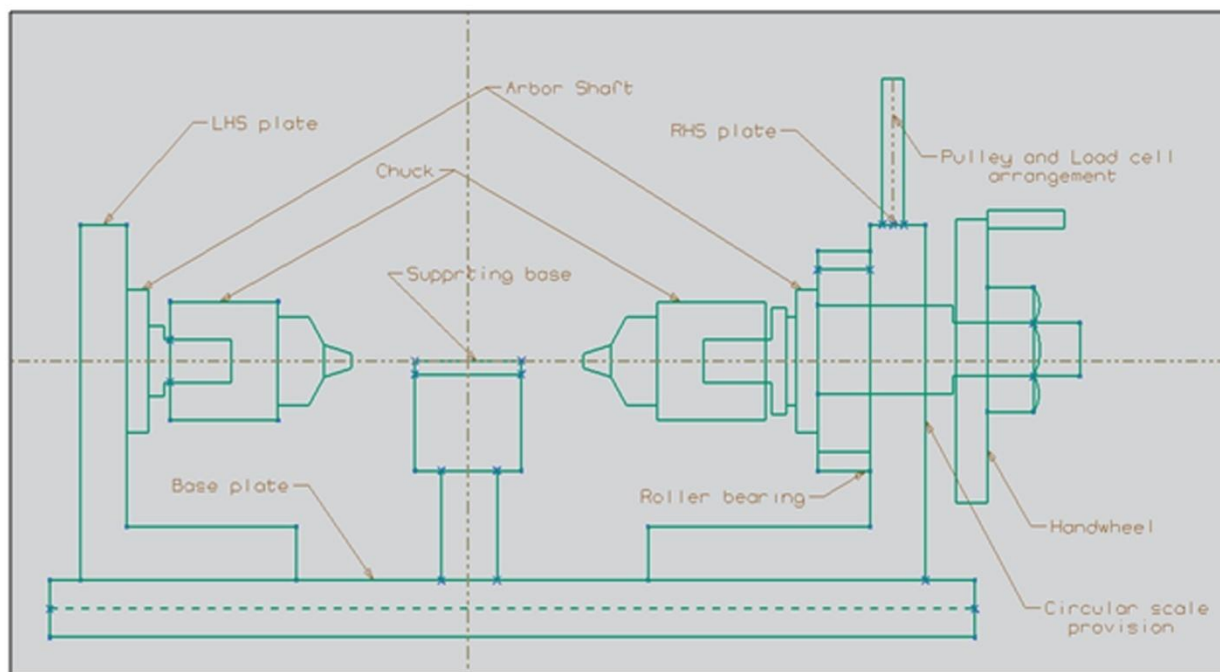 Arbor Shaft
LHS plate
RHS plate
Pulley and Load cell
arrangement
Chuck
Supprting base
Base plate
Roller bearing
Handwheel
Circular scale
provision